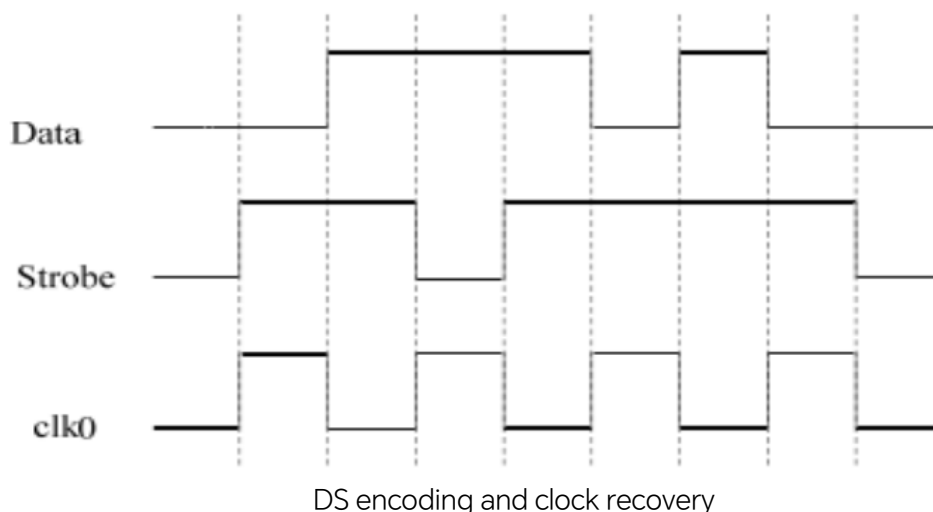 Data
Strobe
clk0
DS encoding and clock recovery